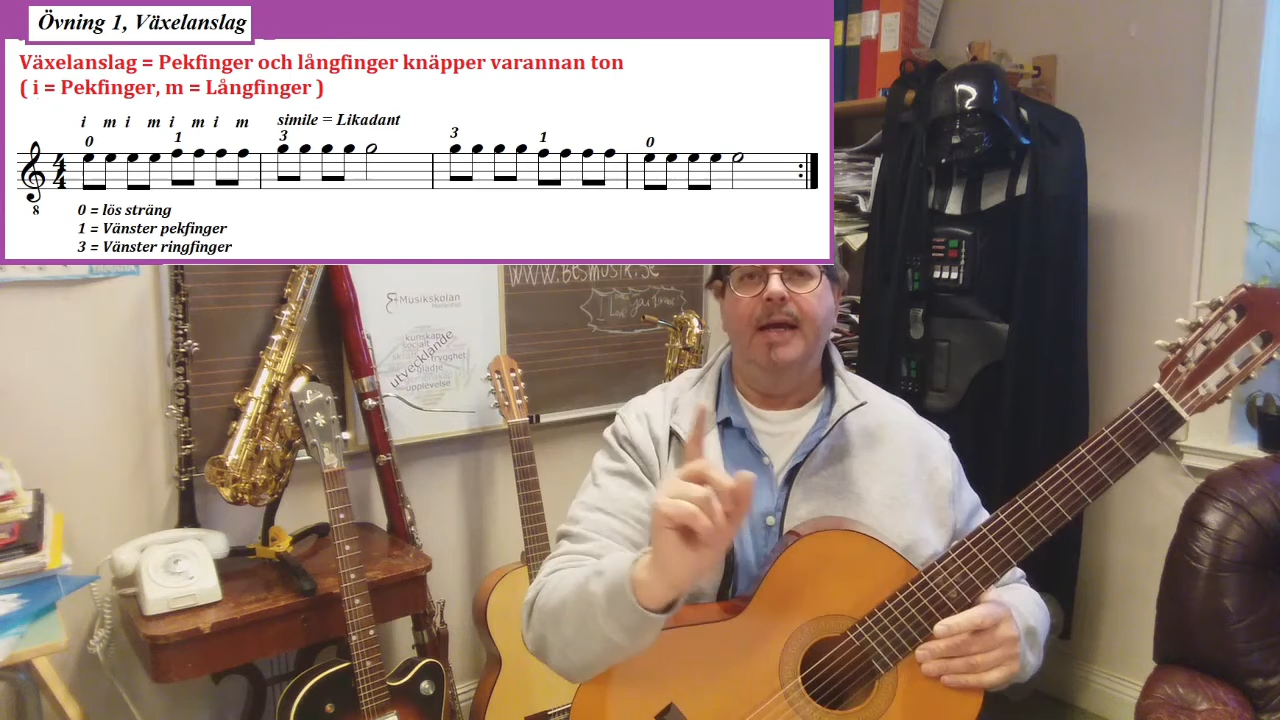 Övning 1, Växelanslag
Växelanslag = Pekfinger och långfinger knäpper varannan ton
( i = Pekfinger, m = Långfinger )
i m i m i m i m simile = Likadant
0 1 3 3 1 0
4
4
8
0 = lös sträng
1 = Vänster pekfinger
3 = Vänster ringfinger
WWW.BESMUSIK.SE
Musikskolan
kunskap
socialt
utvecklande
trygghet
glädje
upplevelse